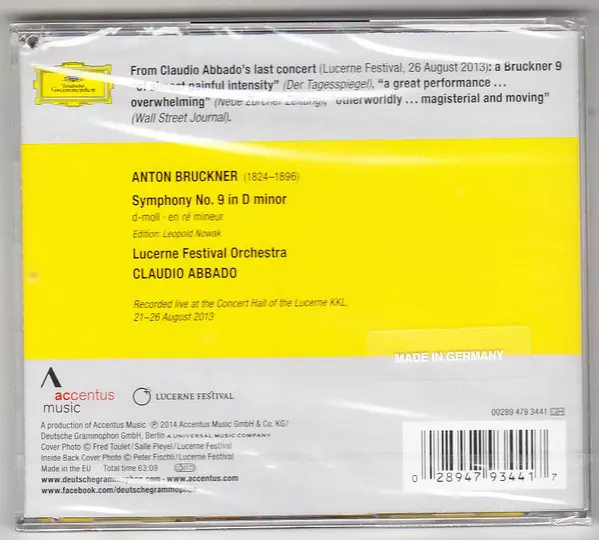 Deutsche
Grammophon
From Claudio Abbado's last concert (Lucerne Festival, 26 August 2013): a Bruckner 9
painful intensity" (Der Tagesspiegel), "a great performance ...
overwhelming" (Neue Zürcher Zeitung), "otherworldly ... magisterial and moving"
(Wall Street Journal).
ANTON BRUCKNER (1824–1896)
Symphony No. 9 in D minor
d-moll · en ré mineur
Edition: Leopold Nowak
Lucerne Festival Orchestra
CLAUDIO ABBADO
Recorded live at the Concert Hall of the Lucerne KKL,
21–26 August 2013
MADE IN GERMANY
accentus
music
LUCERNE FESTIVAL
00289 479 3441 GH
A production of Accentus Music ℗ 2014 Accentus Music GmbH & Co. KG/
Deutsche Grammophon GmbH, Berlin A UNIVERSAL MUSIC COMPANY
Cover Photo © Fred Toulet/Salle Pleyel/Lucerne Festival
Inside Back Cover Photo © Peter Fischli/Lucerne Festival
Made in the EU Total time 63:09
www.deutschegrammophon.com · www.accentus.com
www.facebook.com/deutschegrammophon
0 28947 93441 7